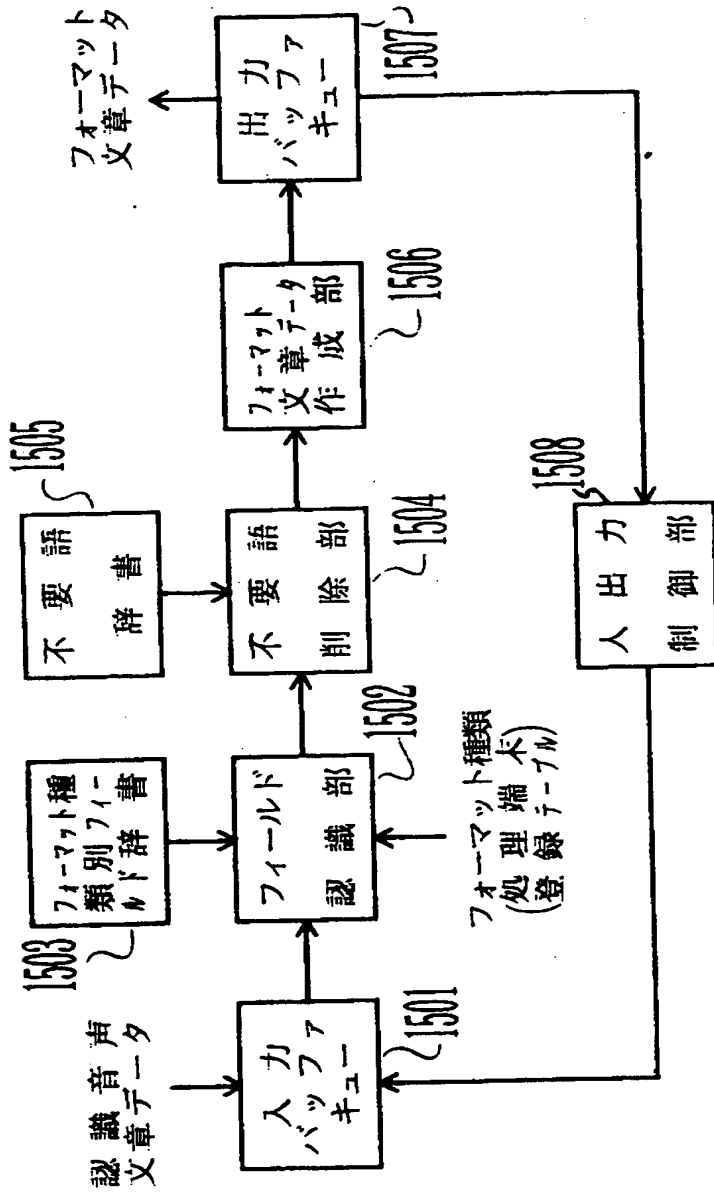 認識音声
文章データ
入力
バッファ
キュー
1501
フォーマット種
類別フィー
ルド辞書
1503
フィールド
認識部
1502
フォーマット種類
(処理端末
登録テーブル)
不要語
辞書
1505
不要語
削除部
1504
フォーマット
文章データ
作成部
1506
出力
バッファ
キュー
1507
フォーマット
文章データ
入出力
制御部
1508